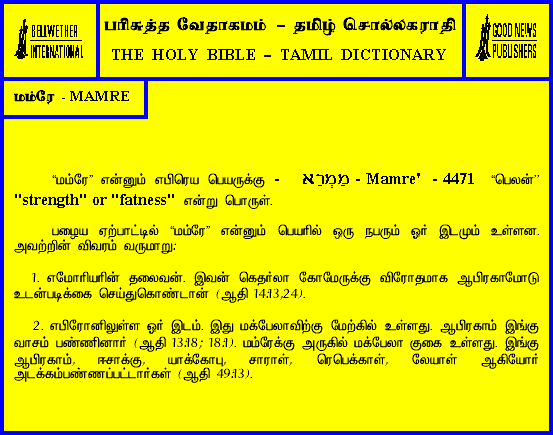 BELLWETHER
INTERNATIONAL
பரிசுத்த வேதாகமம் – தமிழ் சொல்லகராதி
THE HOLY BIBLE – TAMIL DICTIONARY
GOOD NEWS
PUBLISHERS
மம்ரே - MAMRE
“மம்ரே” என்னும் எபிரெய பெயருக்கு - מַמְרֵא - Mamre' - 4471 “பெலன்”
"strength" or "fatness" என்று பொருள்.
பழைய ஏற்பாட்டில் “மம்ரே” என்னும் பெயரில் ஒரு நபரும் ஓர் இடமும் உள்ளன.
அவற்றின் விவரம் வருமாறு:
1. எமோரியரின் தலைவன். இவன் கெதர்லா கோமேருக்கு விரோதமாக ஆபிரகாமோடு
உடன்படிக்கை செய்துகொண்டான் (ஆதி 14:13,24).
2. எபிரோனிலுள்ள ஓர் இடம். இது மக்பேலாவிற்கு மேற்கில் உள்ளது. ஆபிரகாம் இங்கு
வாசம் பண்ணினார் (ஆதி 13:18; 18:1). மம்ரேக்கு அருகில் மக்பேலா குகை உள்ளது. இங்கு
ஆபிரகாம், ஈசாக்கு, யாக்கோபு, சாராள், ரெபெக்காள், லேயாள் ஆகியோர்
அடக்கம்பண்ணப்பட்டார்கள் (ஆதி 49:13).